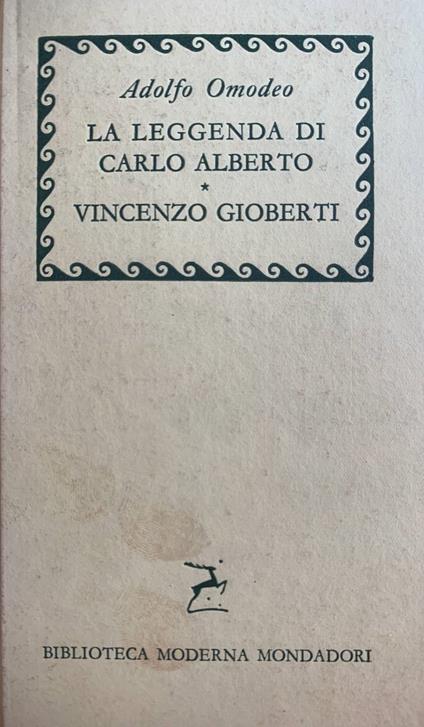 Adolfo Omodeo
LA LEGGENDA DI
CARLO ALBERTO
*
VINCENZO GIOBERTI
BIBLIOTECA MODERNA MONDADORI